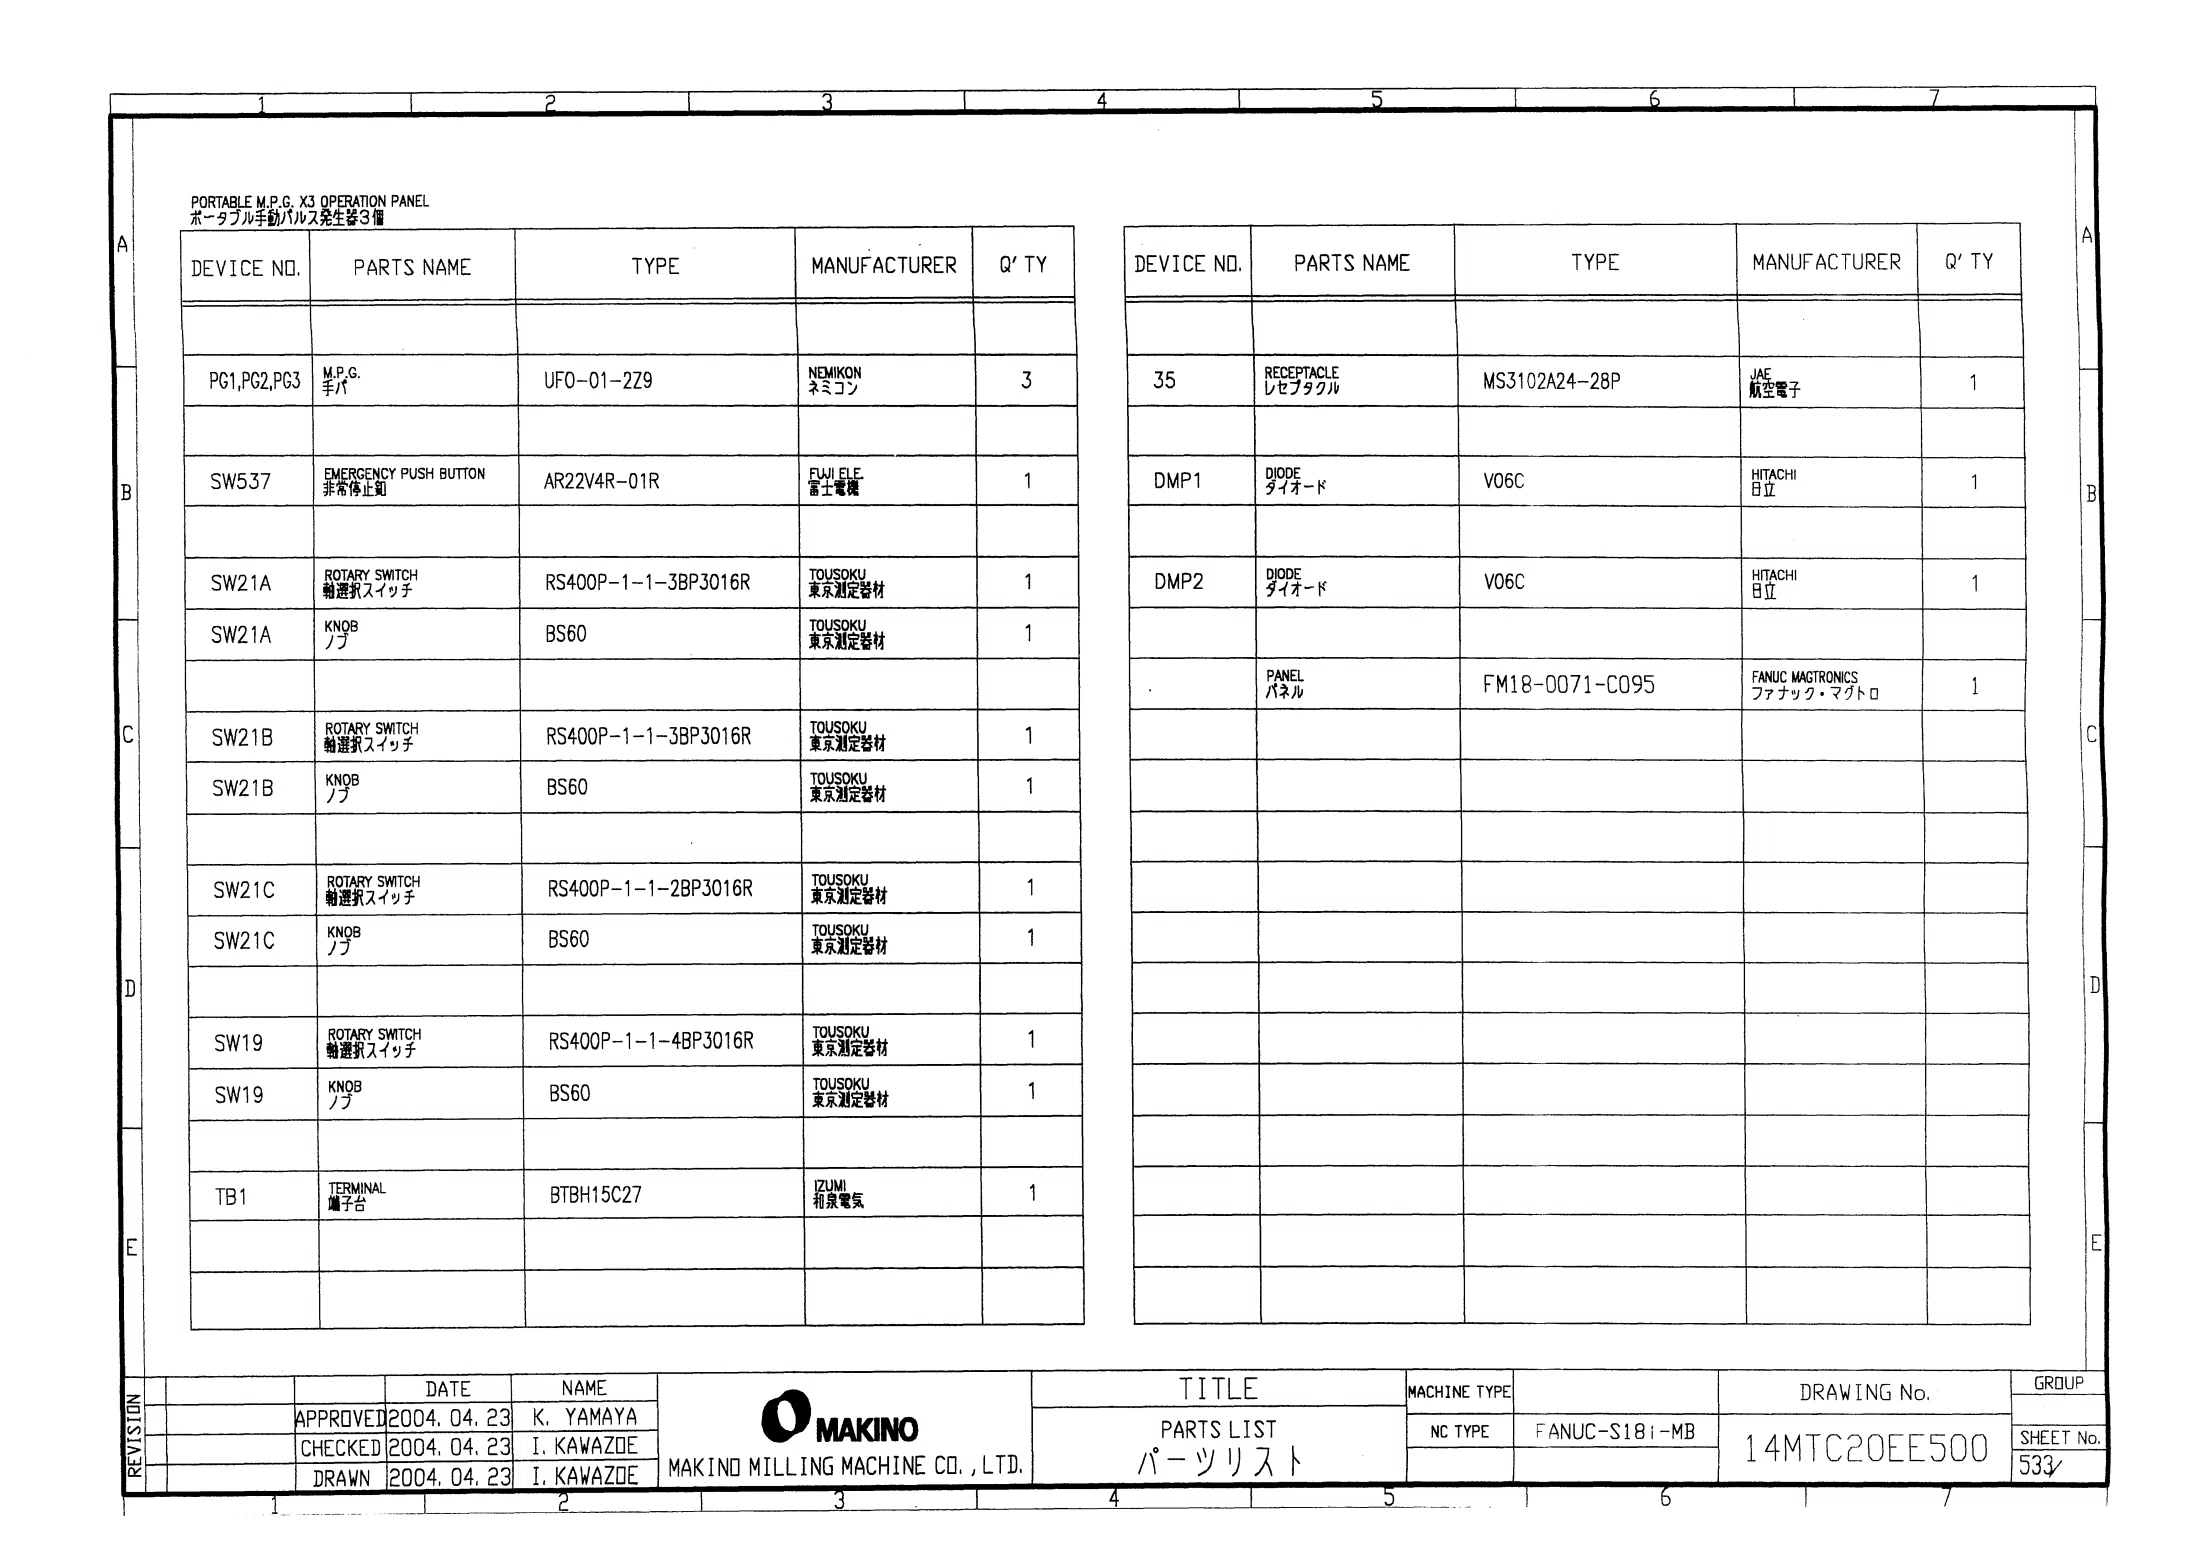 1 2 3 4 5 6 7
PORTABLE M.P.G. X3 OPERATION PANEL
ポータブル手動パルス発生器3個
DEVICE NO. PARTS NAME TYPE MANUFACTURER Q'TY
PG1,PG2,PG3 M.P.G. UFO-01-2Z9 NEMIKON 3
手パ ネミコン
SW537 EMERGENCY PUSH BUTTON AR22V4R-01R FUJI ELE. 1
非常停止釦 富士電機
SW21A ROTARY SWITCH RS400P-1-1-3BP3016R TOUSOKU 1
軸選択スイッチ 東京測定器材
SW21A KNOB BS60 TOUSOKU 1
ノブ 東京測定器材
SW21B ROTARY SWITCH RS400P-1-1-3BP3016R TOUSOKU 1
軸選択スイッチ 東京測定器材
SW21B KNOB BS60 TOUSOKU 1
ノブ 東京測定器材
SW21C ROTARY SWITCH RS400P-1-1-2BP3016R TOUSOKU 1
軸選択スイッチ 東京測定器材
SW21C KNOB BS60 TOUSOKU 1
ノブ 東京測定器材
SW19 ROTARY SWITCH RS400P-1-1-4BP3016R TOUSOKU 1
軸選択スイッチ 東京測定器材
SW19 KNOB BS60 TOUSOKU 1
ノブ 東京測定器材
TB1 TERMINAL BTBH15C27 IZUMI 1
端子台 和泉電気
DEVICE NO. PARTS NAME TYPE MANUFACTURER Q'TY
35 RECEPTACLE MS3102A24-28P JAE 1
レセプタクル 航空電子
DMP1 DIODE V06C HITACHI 1
ダイオード 日立
DMP2 DIODE V06C HITACHI 1
ダイオード 日立
PANEL FM18-0071-C095 FANUC MAGTRONICS 1
パネル ファナック・マグトロ
A A
B B
C C
D D
E E
REVISION
DATE NAME
APPROVED 2004. 04. 23 K. YAMAYA
CHECKED 2004. 04. 23 I. KAWAZOE
DRAWN 2004. 04. 23 I. KAWAZOE
MAKINO
MAKINO MILLING MACHINE CO., LTD.
TITLE
PARTS LIST
パーツリスト
MACHINE TYPE
NC TYPE FANUC-S18i-MB
DRAWING No.
14MTC20EE500
GROUP
SHEET No.
533/
1 2 3 4 5 6 7